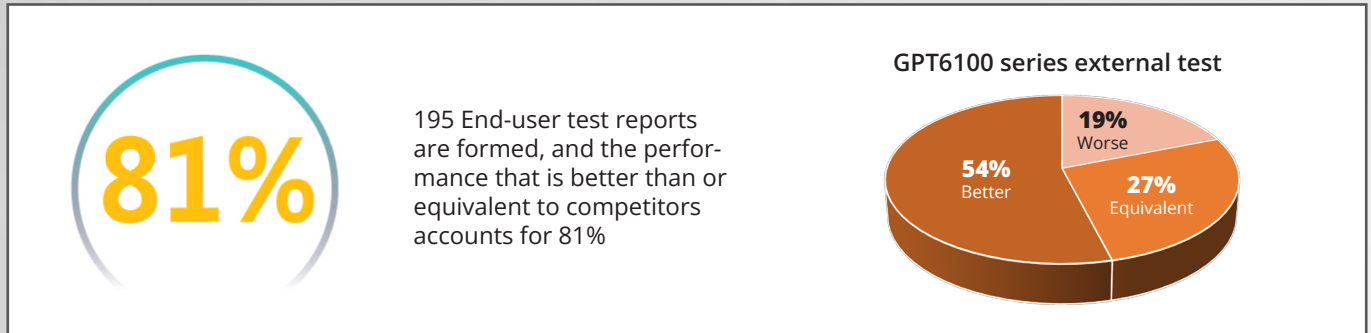 81%
195 End-user test reports
are formed, and the perfor-
mance that is better than or
equivalent to competitors
accounts for 81%
GPT6100 series external test
19%
Worse
54%
Better
27%
Equivalent